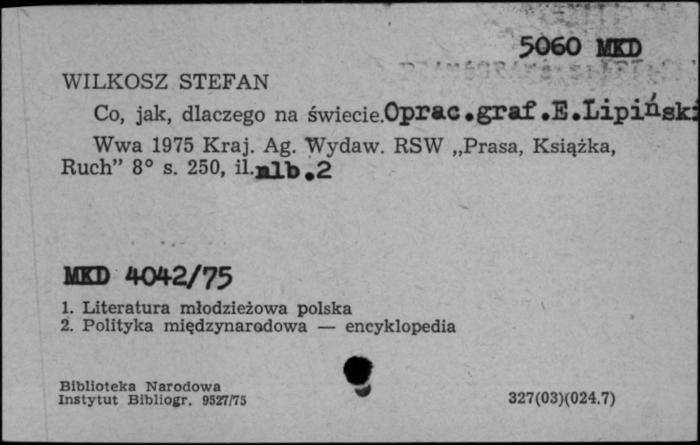 5060 MKD
WILKOSZ STEFAN
Co, jak, dlaczego na świecie. Oprac.graf.E.Lipiński
Wwa 1975 Kraj. Ag. Wydaw. RSW „Prasa, Książka,
Ruch” 8° s. 250, il. nlb.2
MKD 4042/75
1. Literatura młodzieżowa polska
2. Polityka międzynarodowa — encyklopedia
Biblioteka Narodowa
Instytut Bibliogr. 9527/75
327(03)(024.7)